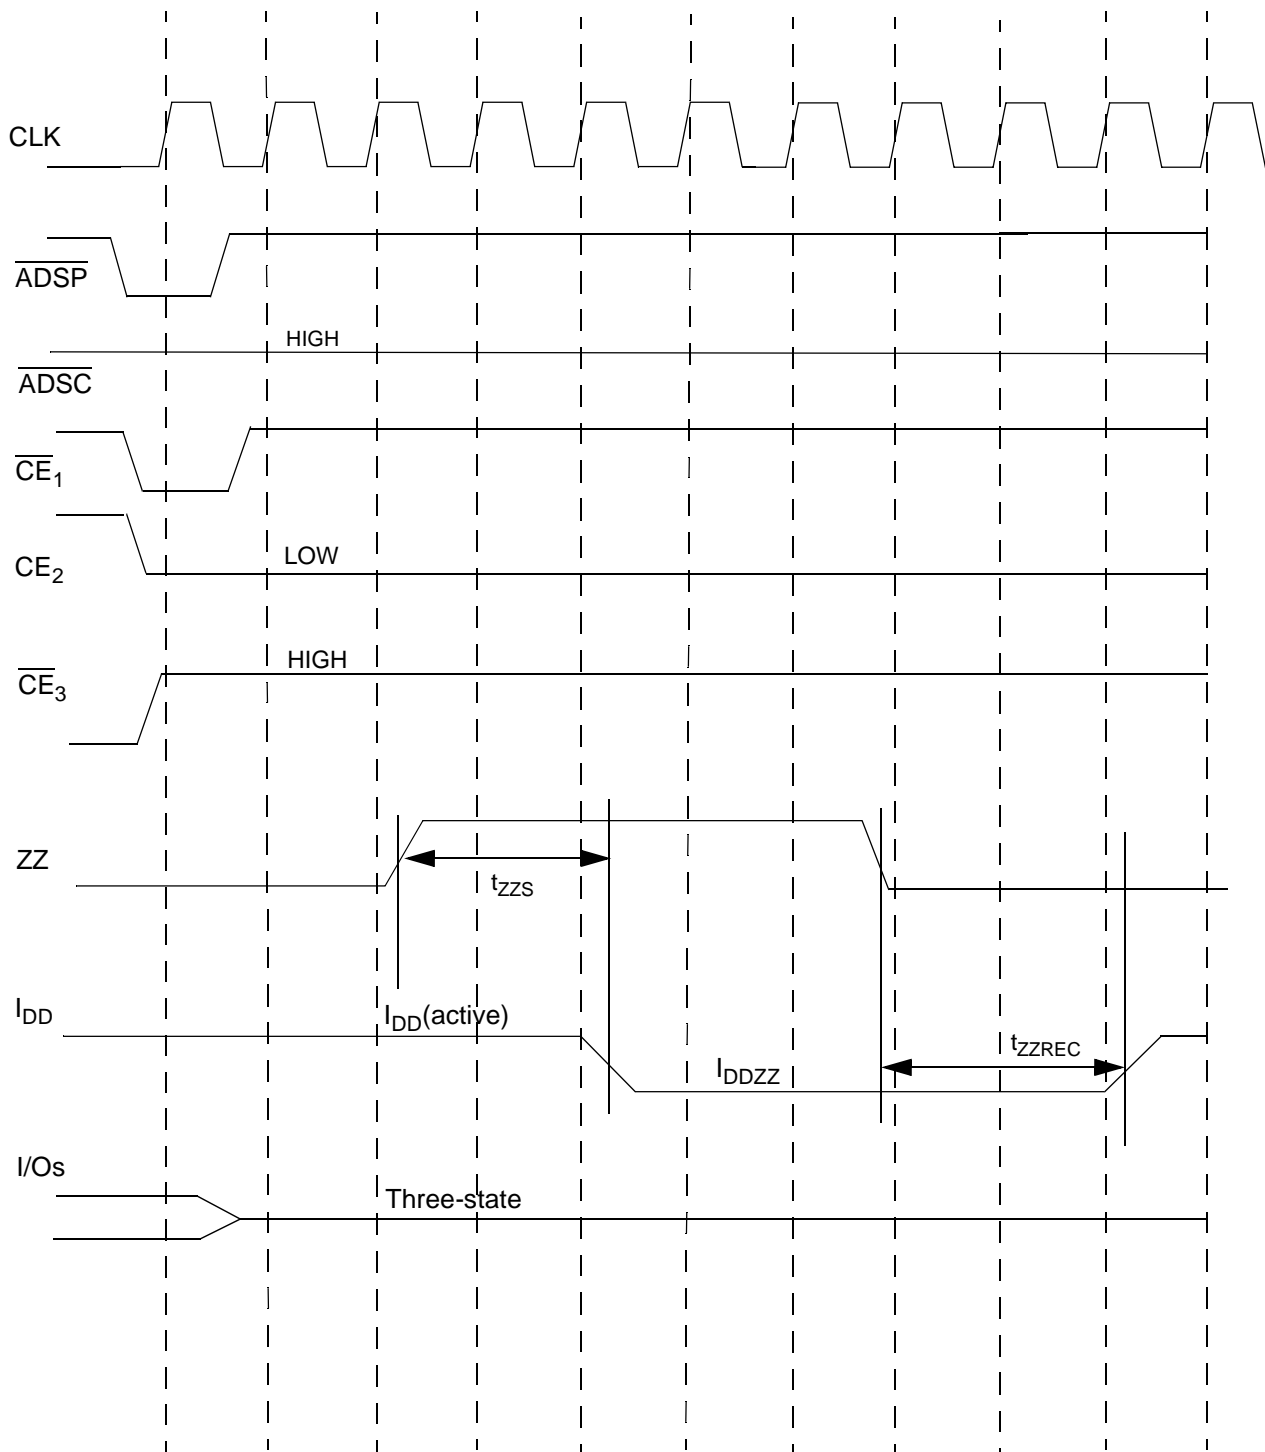 CLK
ADSP
HIGH
ADSC
CE1
LOW
CE2
HIGH
CE3
ZZ
tZZS
IDD
IDD(active)
tZZREC
IDDZZ
I/Os
Three-state